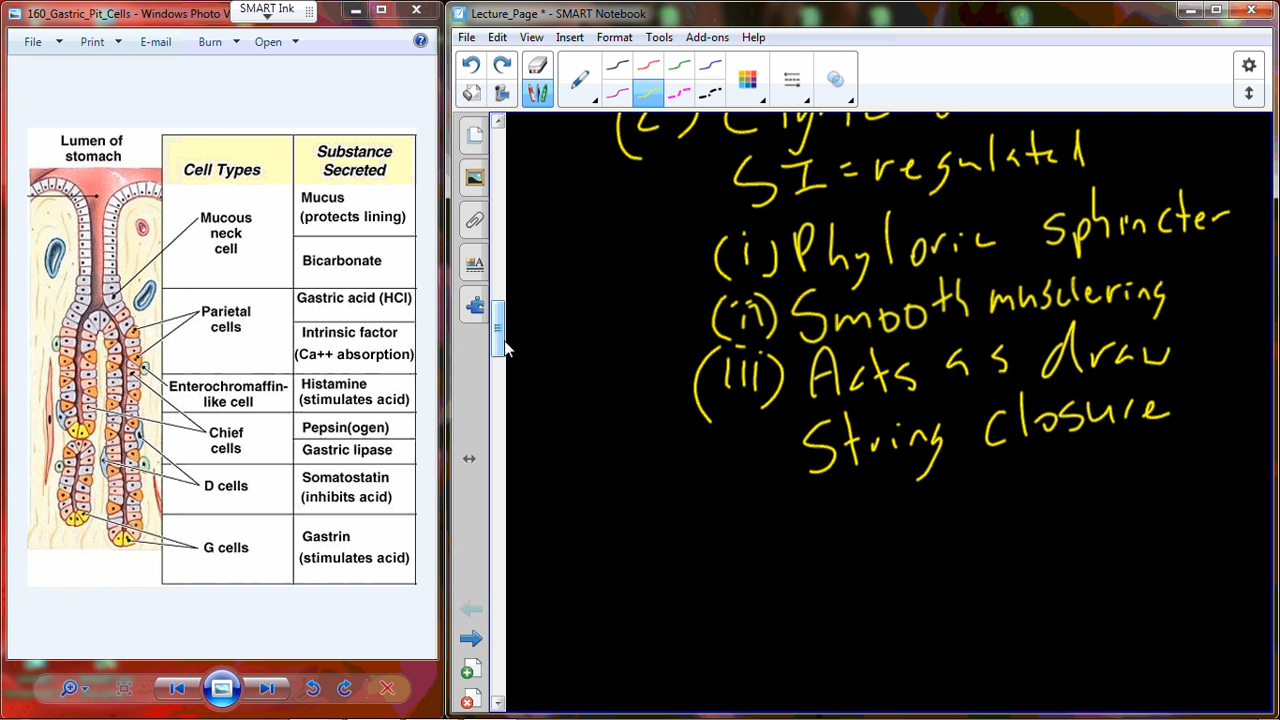 160_Gastric_Pit_Cells - Windows Photo V
SMART Ink
File
Print
E-mail
Burn
Open
Lumen of
stomach
Cell Types
Substance
Secreted
Mucous
neck
cell
Mucus
(protects lining)
Bicarbonate
Parietal
cells
Gastric acid (HCl)
Intrinsic factor
(Ca++ absorption)
Enterochromaffin-
like cell
Histamine
(stimulates acid)
Chief
cells
Pepsin(ogen)
Gastric lipase
D cells
Somatostatin
(inhibits acid)
G cells
Gastrin
(stimulates acid)
Lecture_Page * - SMART Notebook
File Edit View Insert Format Tools Add-ons Help
SI = regulated
(i) Phyloric sphincter
(ii) Smooth muscle ring
(iii) Acts as draw
String closure